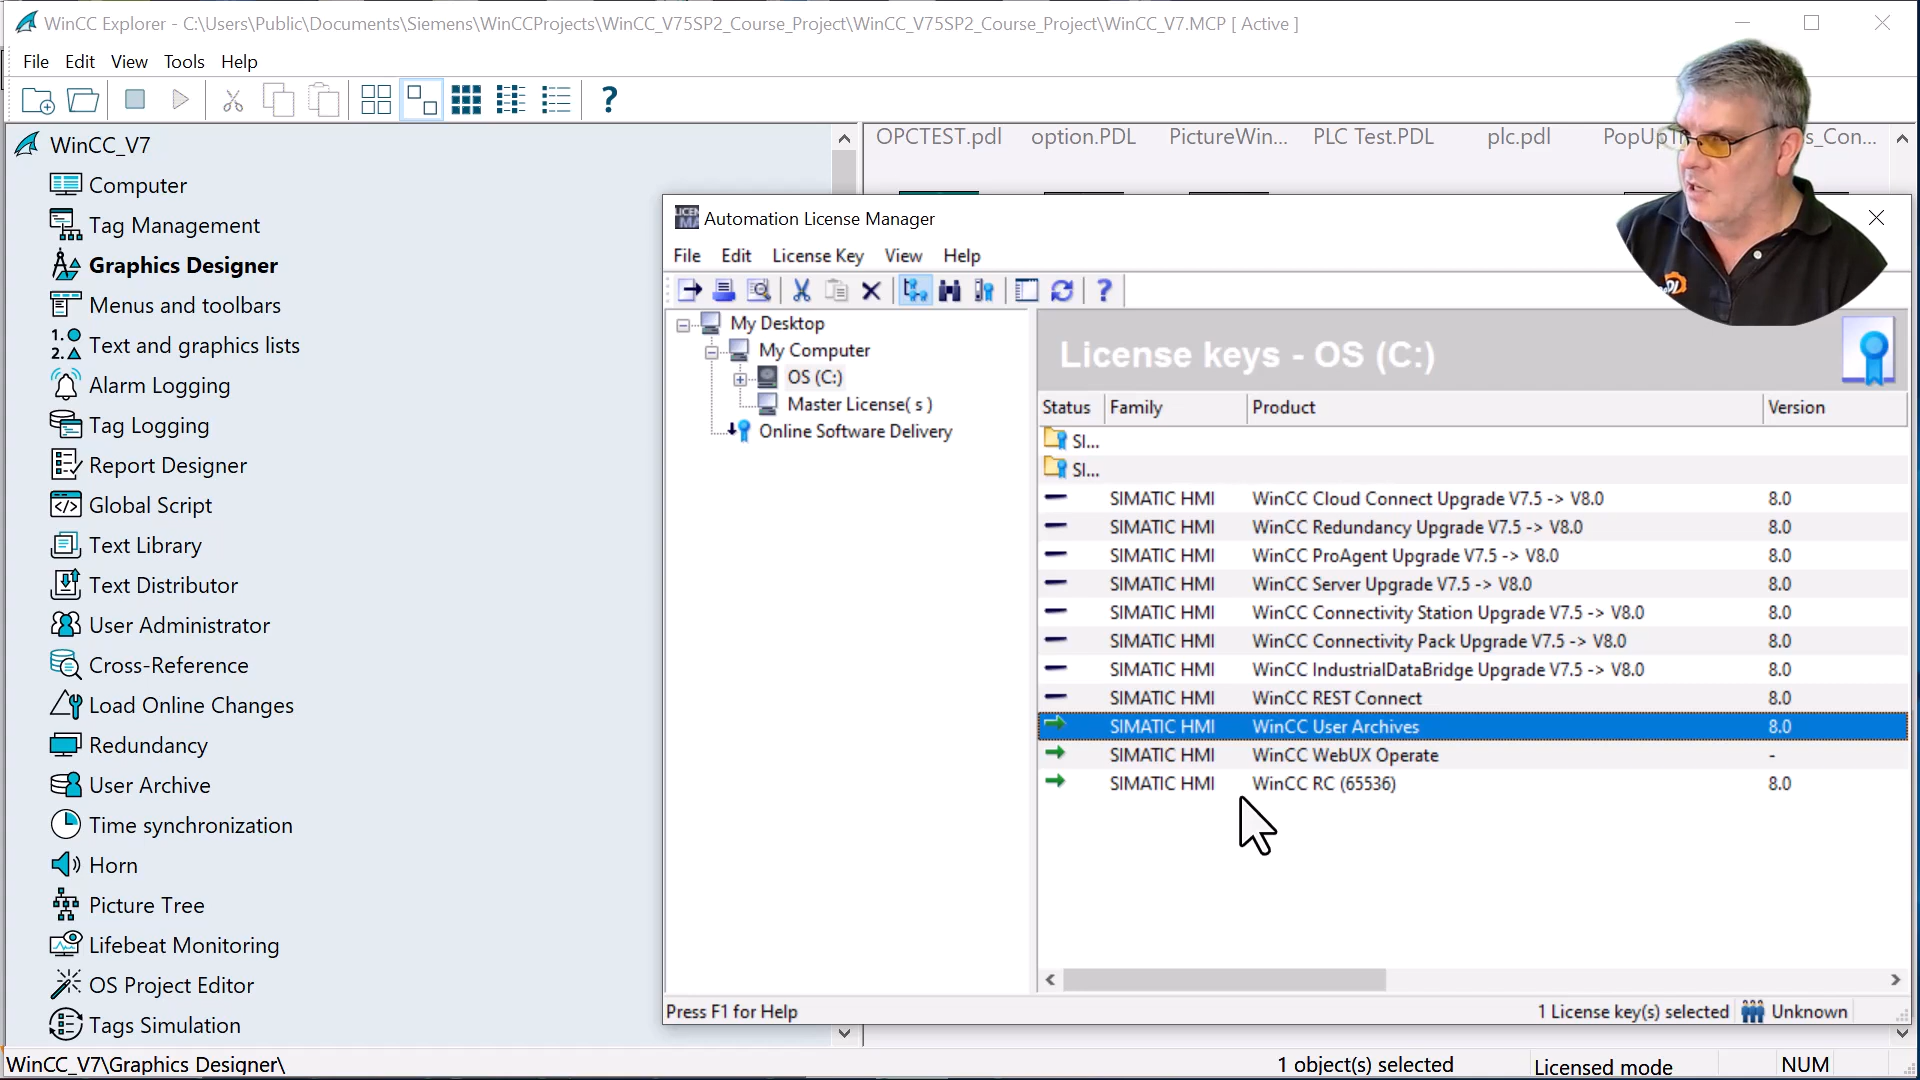 WinCC Explorer - C:\Users\Public\Documents\Siemens\WinCCProjects\WinCC_V75SP2_Course_Project\WinCC_V75SP2_Course_Project\WinCC_V7.MCP [ Active ]
File Edit View Tools Help
WinCC_V7
Computer
Tag Management
Graphics Designer
Menus and toolbars
Text and graphics lists
Alarm Logging
Tag Logging
Report Designer
Global Script
Text Library
Text Distributor
User Administrator
Cross-Reference
Load Online Changes
Redundancy
User Archive
Time synchronization
Horn
Picture Tree
Lifebeat Monitoring
OS Project Editor
Tags Simulation
OPCTEST.pdl option.PDL PictureWin... PLC Test.PDL plc.pdl
Automation License Manager
File Edit License Key View Help
My Desktop
My Computer
OS (C:)
Master License( s )
Online Software Delivery
License keys - OS (C:)
Status Family Product Version
SI...
SI...
SIMATIC HMI WinCC Cloud Connect Upgrade V7.5 -> V8.0 8.0
SIMATIC HMI WinCC Redundancy Upgrade V7.5 -> V8.0 8.0
SIMATIC HMI WinCC ProAgent Upgrade V7.5 -> V8.0 8.0
SIMATIC HMI WinCC Server Upgrade V7.5 -> V8.0 8.0
SIMATIC HMI WinCC Connectivity Station Upgrade V7.5 -> V8.0 8.0
SIMATIC HMI WinCC Connectivity Pack Upgrade V7.5 -> V8.0 8.0
SIMATIC HMI WinCC IndustrialDataBridge Upgrade V7.5 -> V8.0 8.0
SIMATIC HMI WinCC REST Connect 8.0
SIMATIC HMI WinCC User Archives 8.0
SIMATIC HMI WinCC WebUX Operate -
SIMATIC HMI WinCC RC (65536) 8.0
Press F1 for Help 1 License key(s) selected Unknown
WinCC_V7\Graphics Designer\ 1 object(s) selected Licensed mode NUM